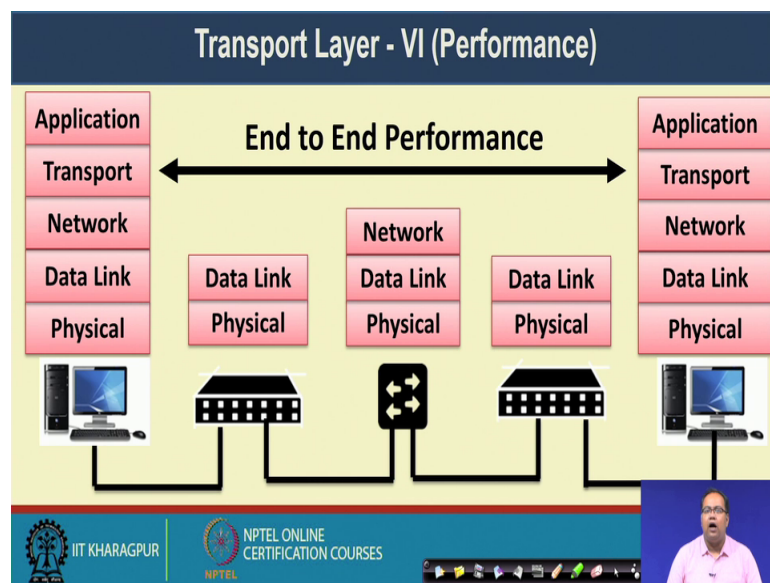 Transport Layer - VI (Performance)
End to End Performance
Application
Transport
Network
Data Link
Physical
Data Link
Physical
Network
Data Link
Physical
Data Link
Physical
Application
Transport
Network
Data Link
Physical
IIT KHARAGPUR
NPTEL
NPTEL ONLINE
CERTIFICATION COURSES